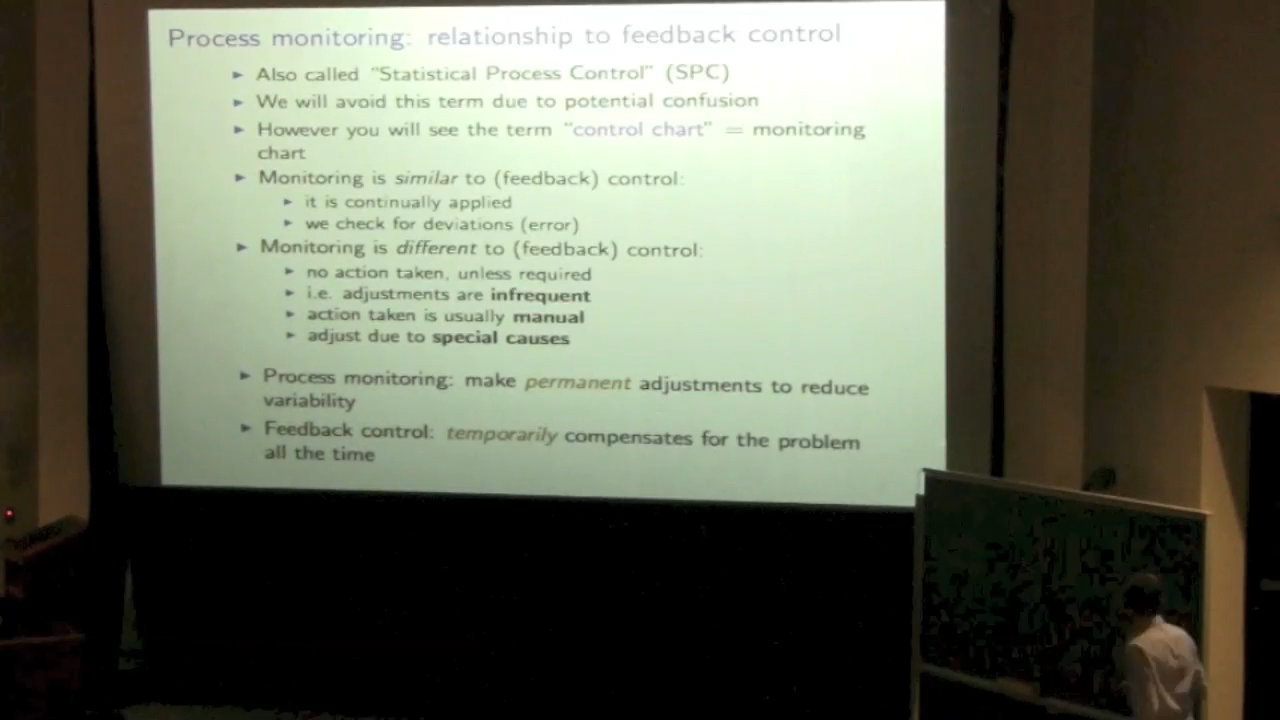 Process monitoring: relationship to feedback control
► Also called "Statistical Process Control" (SPC)
► We will avoid this term due to potential confusion
► However you will see the term "control chart" = monitoring
chart
► Monitoring is similar to (feedback) control:
► it is continually applied
► we check for deviations (error)
► Monitoring is different to (feedback) control:
► no action taken, unless required
► i.e. adjustments are infrequent
► action taken is usually manual
► adjust due to special causes
► Process monitoring: make permanent adjustments to reduce
variability
► Feedback control: temporarily compensates for the problem
all the time